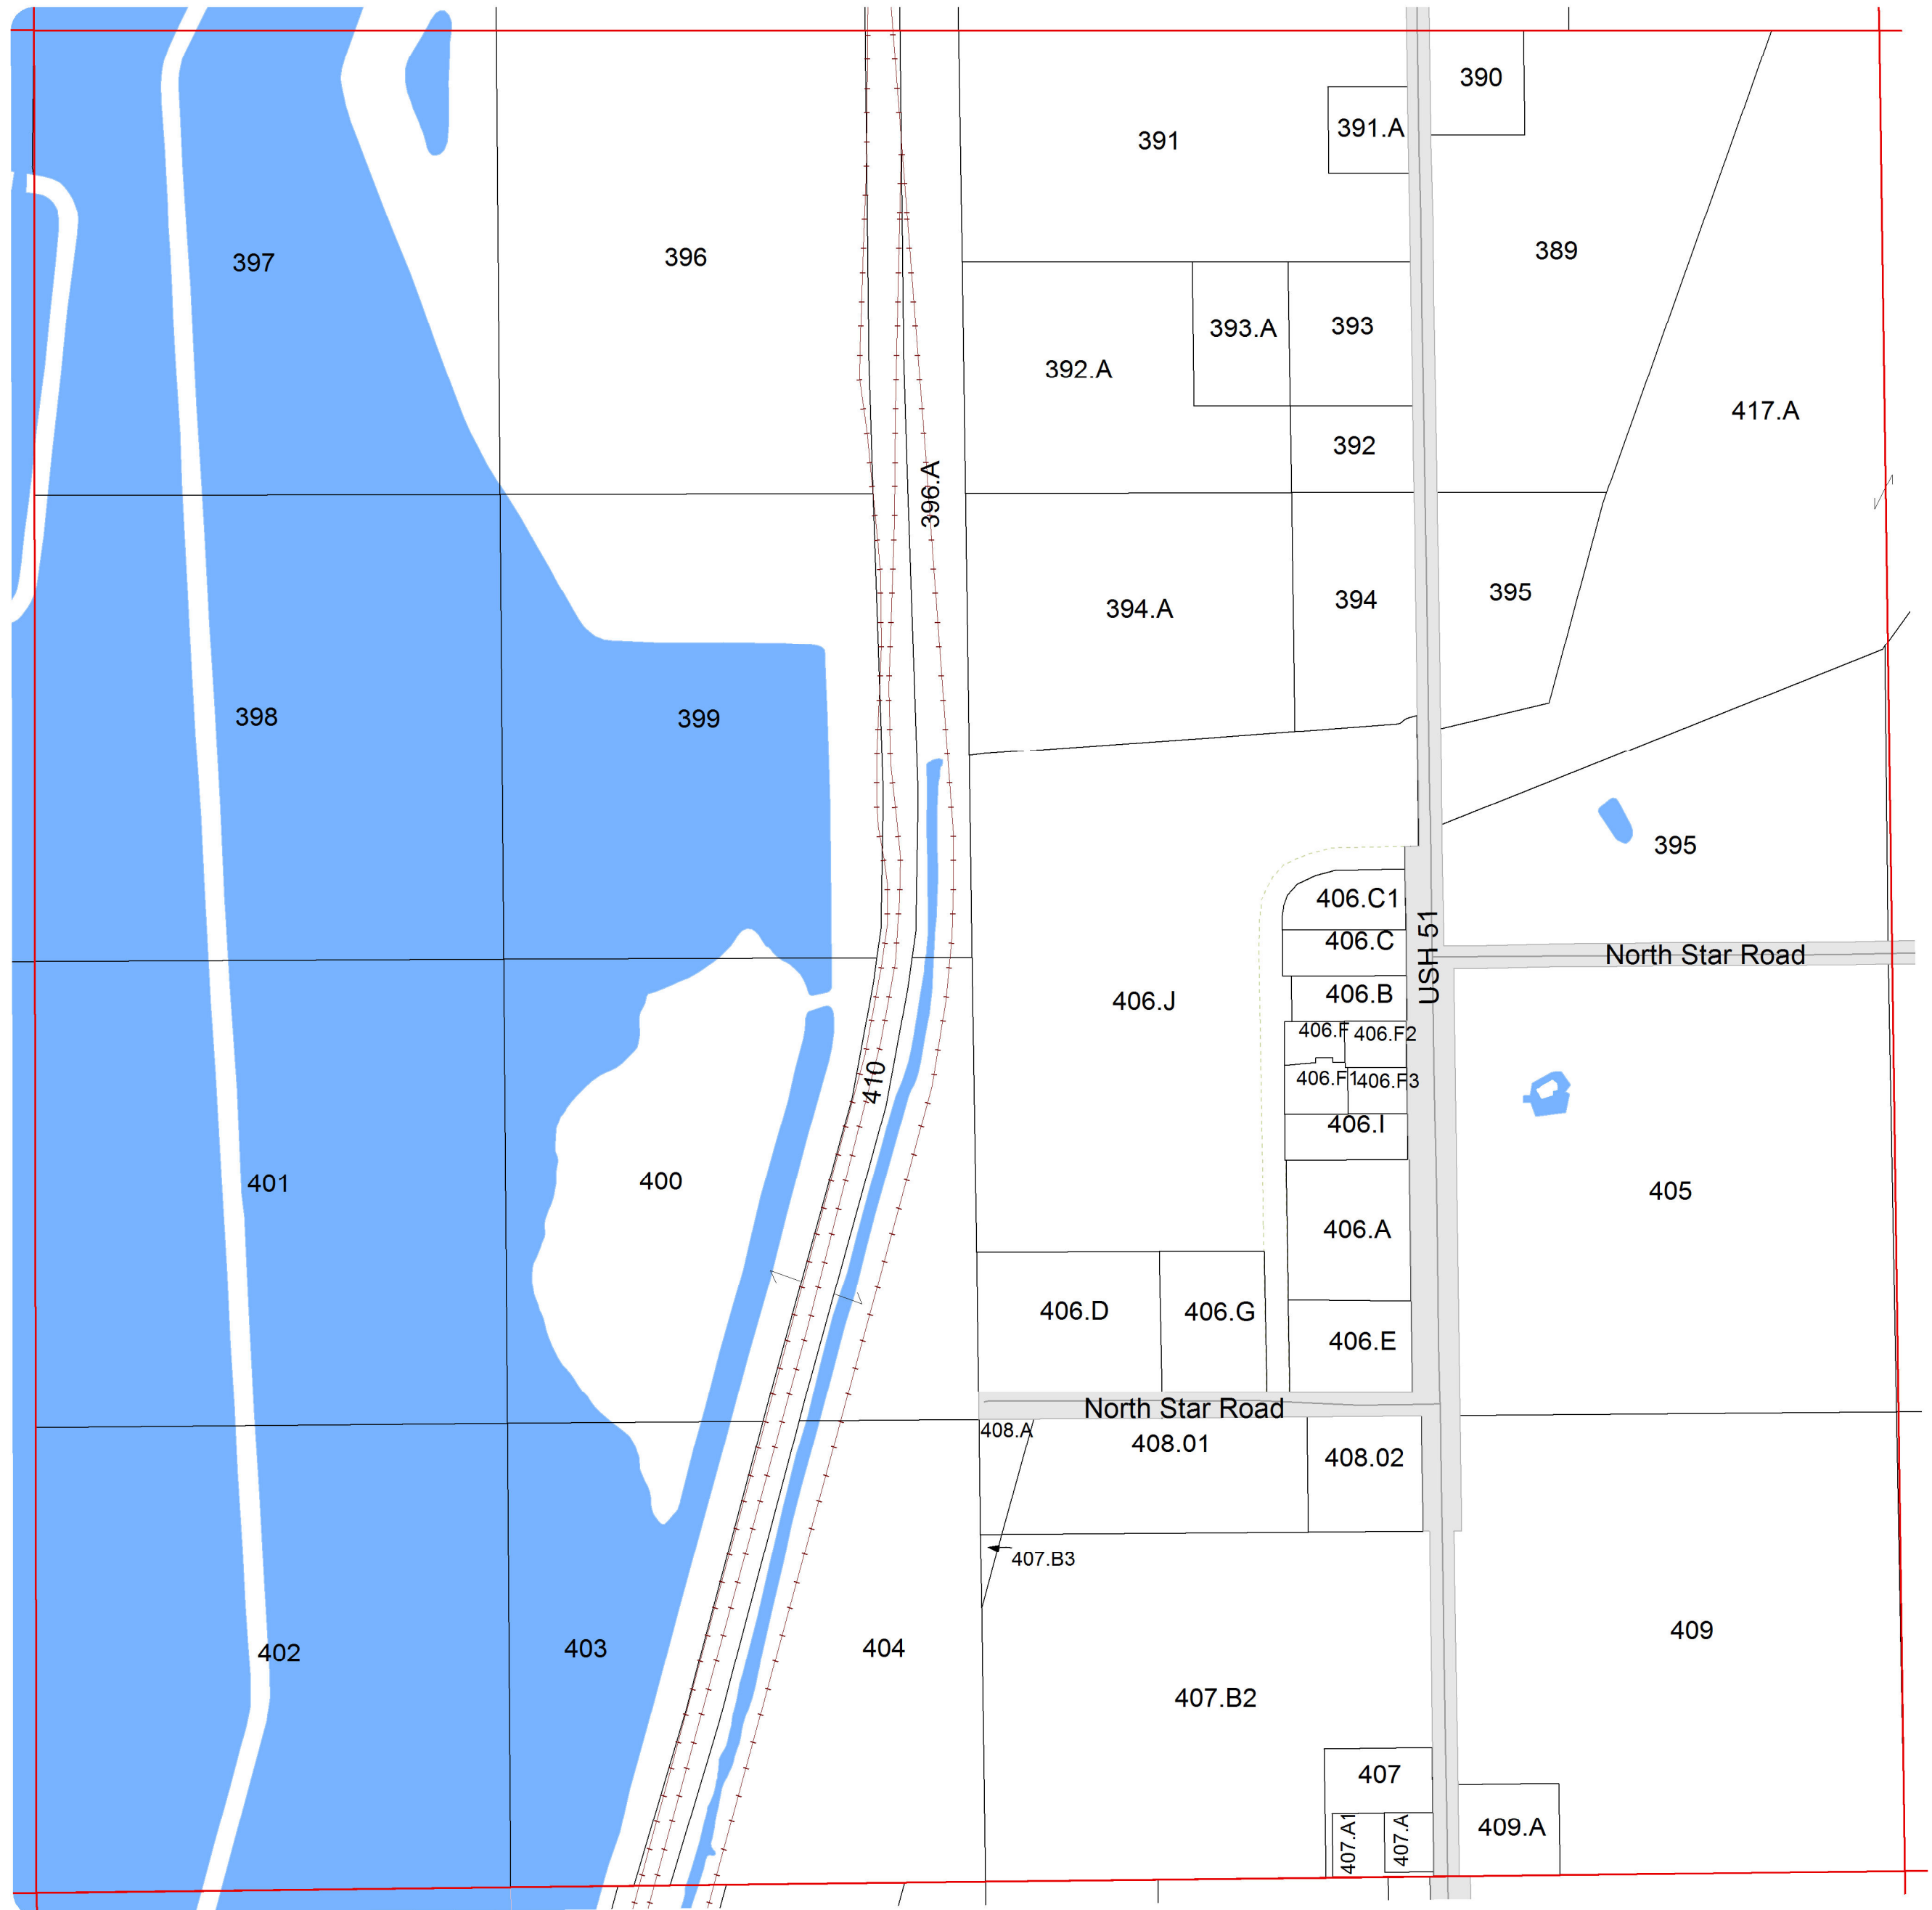 390
391.A
391
389
397
396
393.A
393
392.A
417.A
392
396.A
395
394
394.A
398
399
395
406.C1
406.C
USH 51
North Star Road
406.B
406.J
406.F
406.F2
406.F1
406.F3
410
406.I
401
400
405
406.A
406.D
406.G
406.E
North Star Road
408.A
408.01
408.02
407.B3
409
402
403
404
407.B2
407
409.A
407.A1
407.A